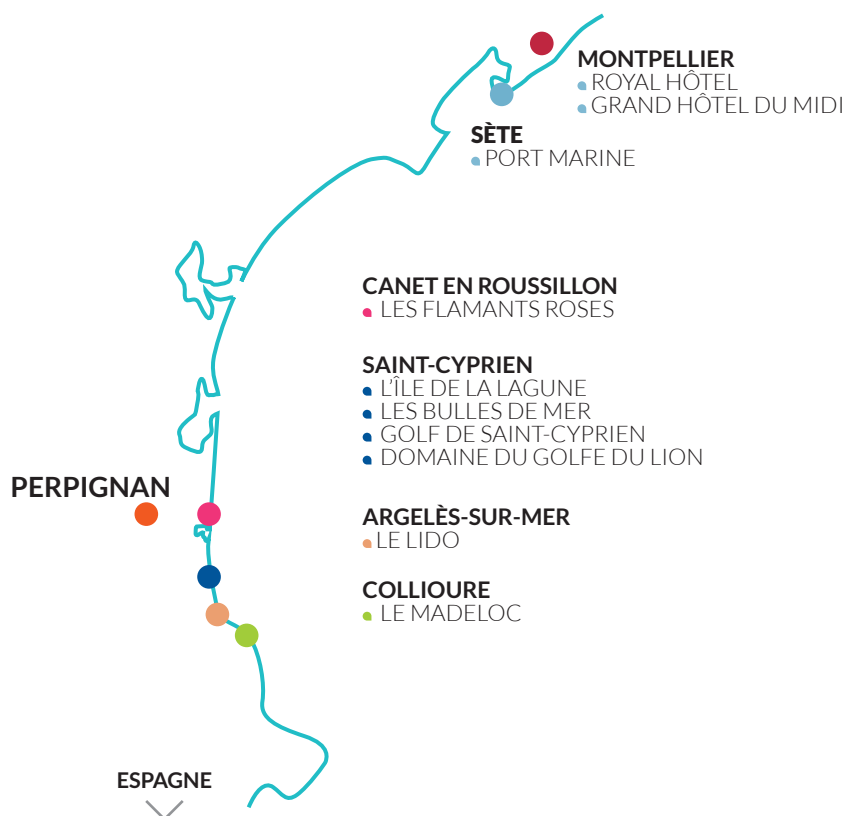 MONTPELLIER
ROYAL HÔTEL
GRAND HÔTEL DU MIDI
SÈTE
PORT MARINE
CANET EN ROUSSILLON
LES FLAMANTS ROSES
SAINT-CYPRIEN
L'ÎLE DE LA LAGUNE
LES BULLES DE MER
GOLF DE SAINT-CYPRIEN
DOMAINE DU GOLFE DU LION
PERPIGNAN
ARGELÈS-SUR-MER
LE LIDO
COLLIOURE
LE MADELOC
ESPAGNE